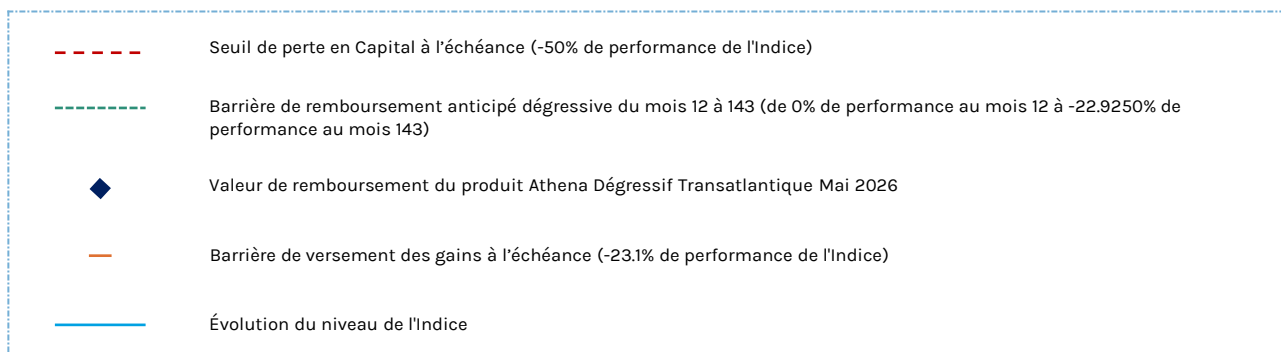 Seuil de perte en Capital à l’échéance (-50% de performance de l'Indice)
Barrière de remboursement anticipé dégressive du mois 12 à 143 (de 0% de performance au mois 12 à -22.9250% de
performance au mois 143)
Valeur de remboursement du produit Athena Dégressif Transatlantique Mai 2026
Barrière de versement des gains à l’échéance (-23.1% de performance de l'Indice)
Évolution du niveau de l'Indice